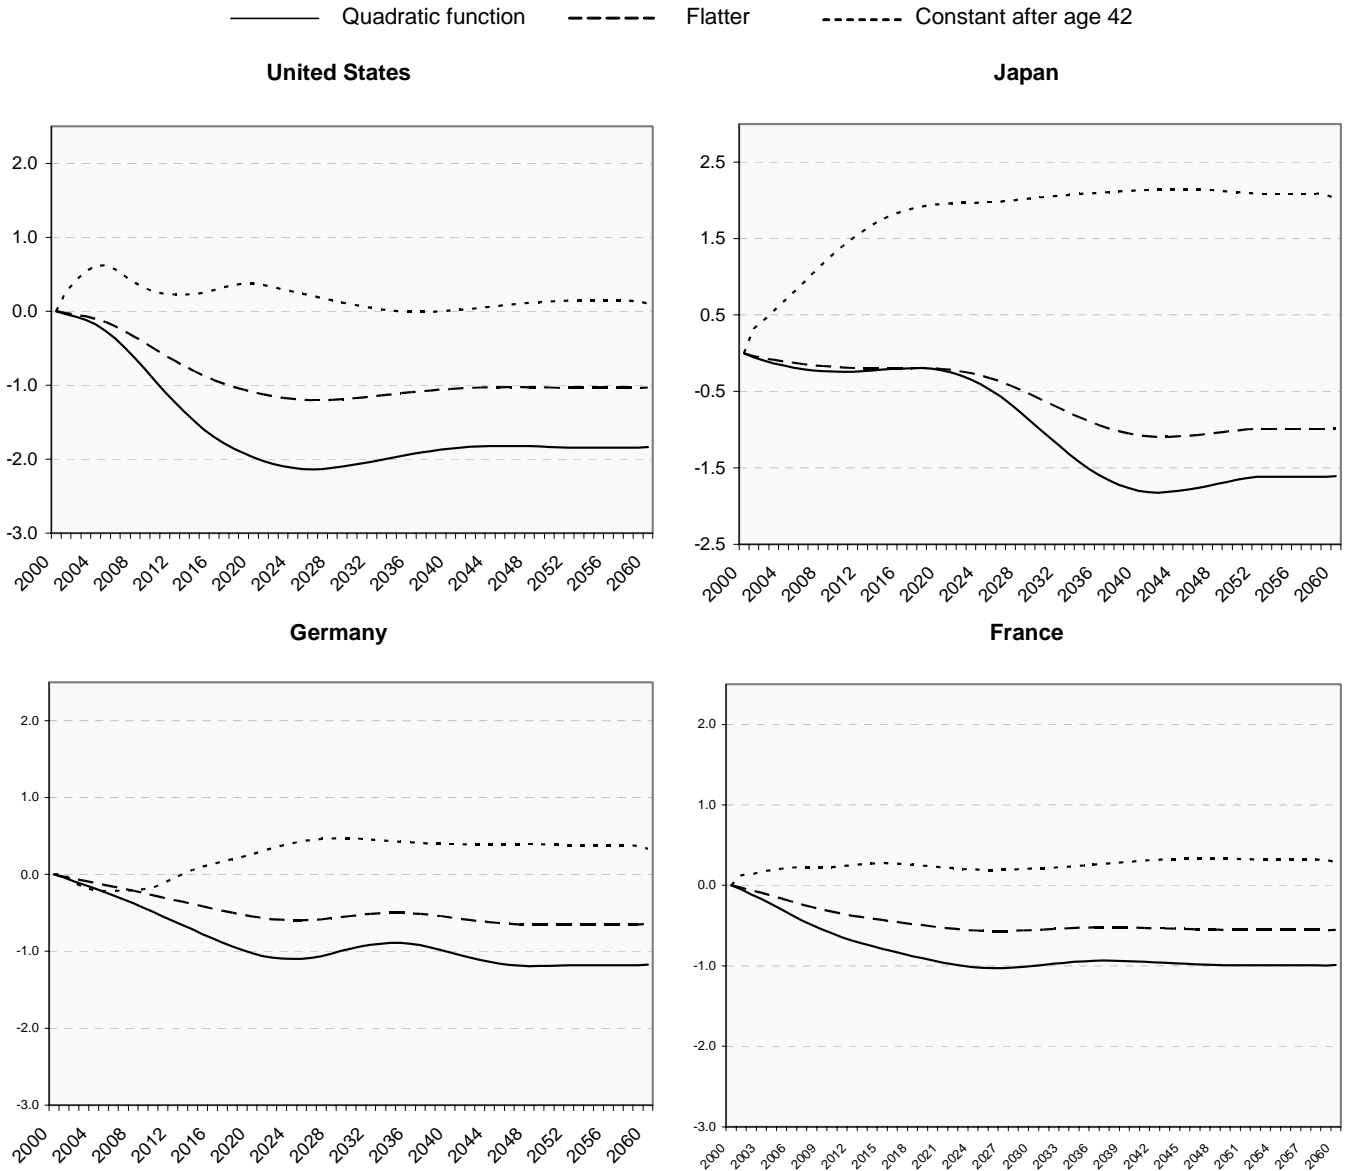 Quadratic function Flatter Constant after age 42
United States
2.0
1.0
0.0
-1.0
-2.0
-3.0
2000 2004 2008 2012 2016 2020 2024 2028 2032 2036 2040 2044 2048 2052 2056 2060
Japan
2.5
1.5
0.5
-0.5
-1.5
-2.5
2000 2004 2008 2012 2016 2020 2024 2028 2032 2036 2040 2044 2048 2052 2056 2060
Germany
2.0
1.0
0.0
-1.0
-2.0
-3.0
2000 2004 2008 2012 2016 2020 2024 2028 2032 2036 2040 2044 2048 2052 2056 2060
France
2.0
1.0
0.0
-1.0
-2.0
-3.0
2000 2003 2006 2009 2012 2015 2018 2021 2024 2027 2030 2033 2036 2039 2042 2045 2048 2051 2054 2057 2060